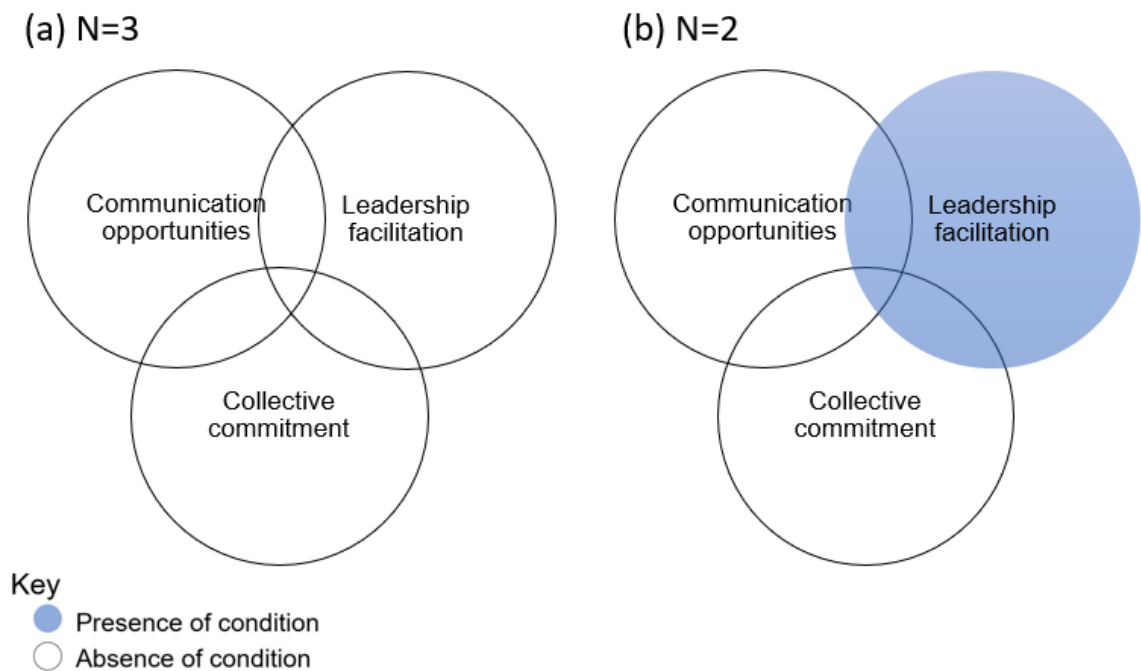 (a) N=3
Communication
opportunities
Leadership
facilitation
Collective
commitment
(b) N=2
Communication
opportunities
Leadership
facilitation
Collective
commitment
Key
Presence of condition
Absence of condition